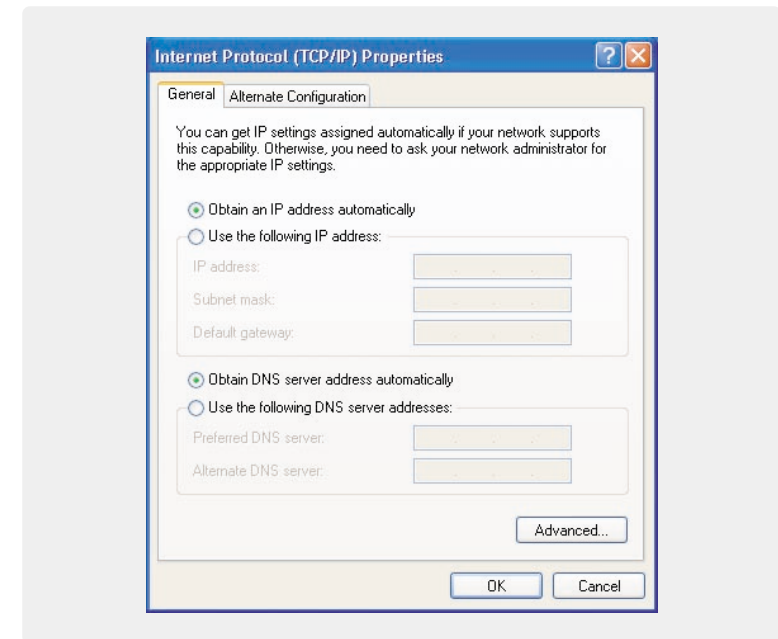 Internet Protocol (TCP/IP) Properties
General
Alternate Configuration
You can get IP settings assigned automatically if your network supports
this capability. Otherwise, you need to ask your network administrator for
the appropriate IP settings.
Obtain an IP address automatically
Use the following IP address:
IP address:
Subnet mask:
Default gateway:
Obtain DNS server address automatically
Use the following DNS server addresses:
Preferred DNS server:
Alternate DNS server:
Advanced...
OK
Cancel